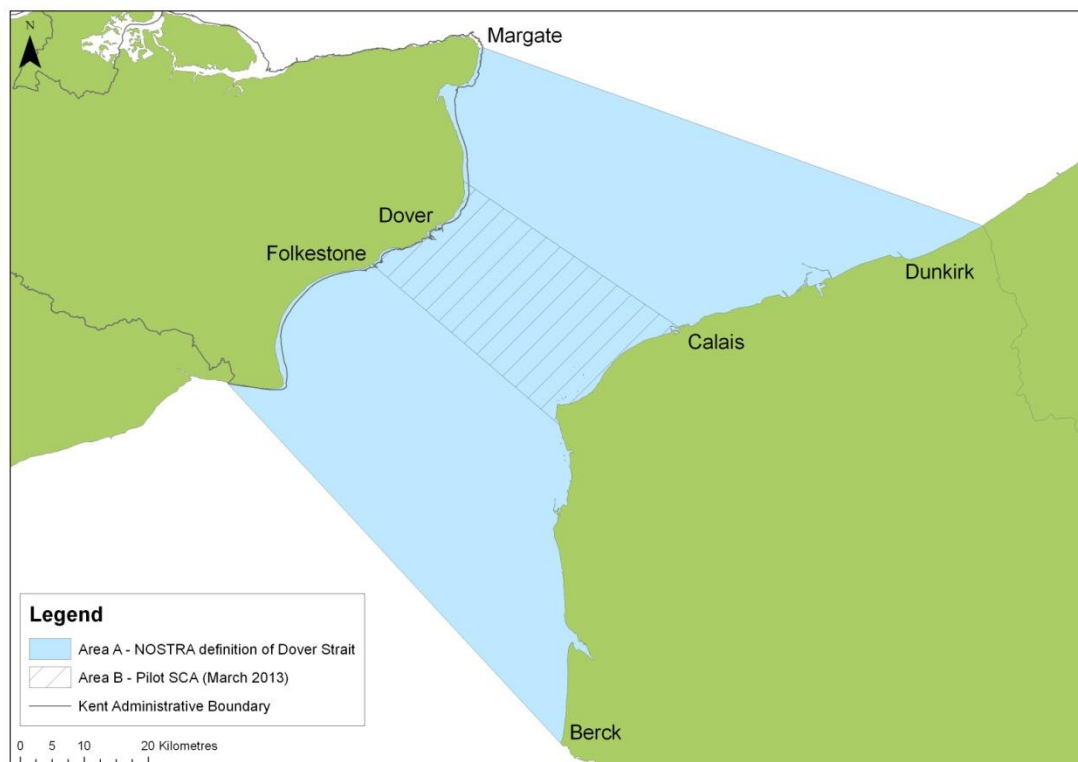 N
Margate
Dover
Folkestone
Dunkirk
Calais
Legend
Area A - NOSTRA definition of Dover Strait
Area B - Pilot SCA (March 2013)
Kent Administrative Boundary
0 5 10 20 Kilometres
Berck